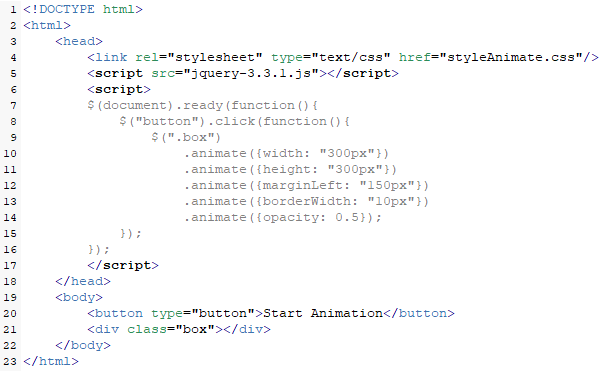 1 <!DOCTYPE html>
2 <html>
3     <head>
4         <link rel="stylesheet" type="text/css" href="styleAnimate.css"/>
5         <script src="jquery-3.3.1.js"></script>
6         <script>
7         $(document).ready(function(){
8             $("button").click(function(){
9                 $(".box")
10                     .animate({width: "300px"})
11                     .animate({height: "300px"})
12                     .animate({marginLeft: "150px"})
13                     .animate({borderWidth: "10px"})
14                     .animate({opacity: 0.5});
15             });
16         });
17         </script>
18     </head>
19     <body>
20         <button type="button">Start Animation</button>
21         <div class="box"></div>
22     </body>
23 </html>